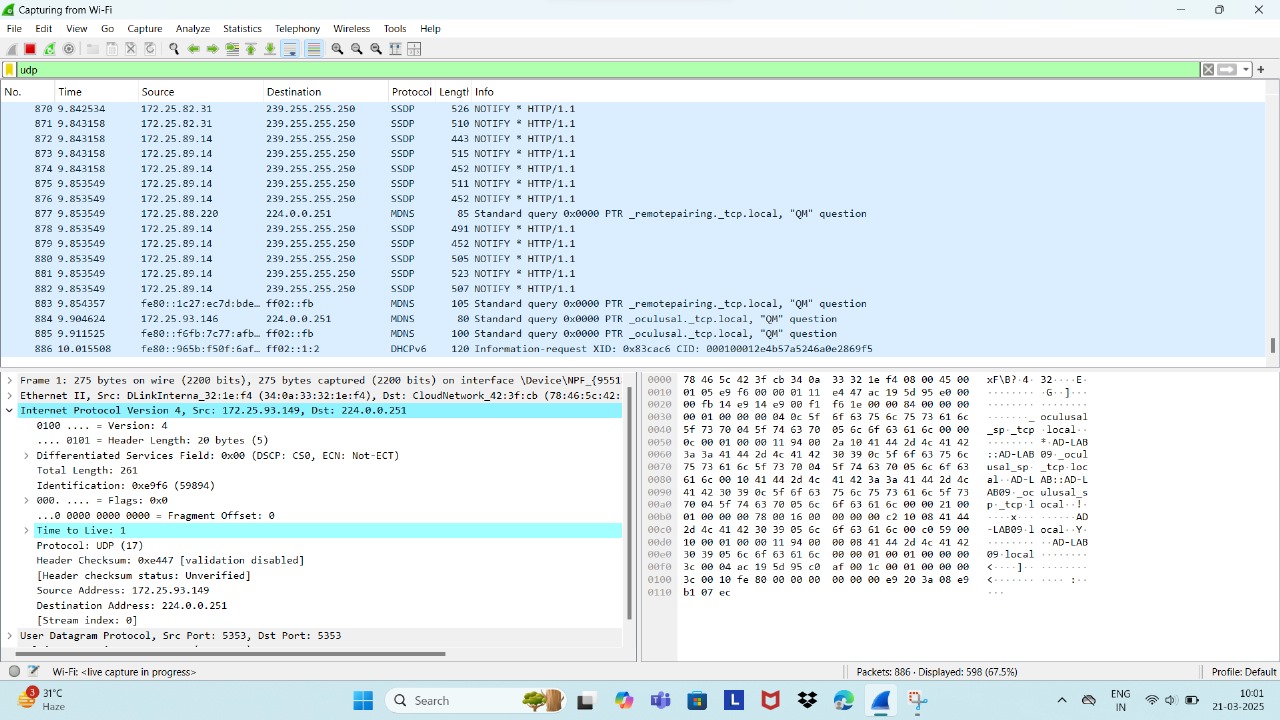 Capturing from Wi-Fi
File Edit View Go Capture Analyze Statistics Telephony Wireless Tools Help
udp
No. Time Source Destination Protocol Length Info
870 9.842534 172.25.82.31 239.255.255.250 SSDP 526 NOTIFY * HTTP/1.1
871 9.843158 172.25.82.31 239.255.255.250 SSDP 510 NOTIFY * HTTP/1.1
872 9.843158 172.25.89.14 239.255.255.250 SSDP 443 NOTIFY * HTTP/1.1
873 9.843158 172.25.89.14 239.255.255.250 SSDP 515 NOTIFY * HTTP/1.1
874 9.843158 172.25.89.14 239.255.255.250 SSDP 452 NOTIFY * HTTP/1.1
875 9.853549 172.25.89.14 239.255.255.250 SSDP 511 NOTIFY * HTTP/1.1
876 9.853549 172.25.89.14 239.255.255.250 SSDP 452 NOTIFY * HTTP/1.1
877 9.853549 172.25.88.220 224.0.0.251 MDNS 85 Standard query 0x0000 PTR _remotepairing._tcp.local, "QM" question
878 9.853549 172.25.89.14 239.255.255.250 SSDP 491 NOTIFY * HTTP/1.1
879 9.853549 172.25.89.14 239.255.255.250 SSDP 452 NOTIFY * HTTP/1.1
880 9.853549 172.25.89.14 239.255.255.250 SSDP 505 NOTIFY * HTTP/1.1
881 9.853549 172.25.89.14 239.255.255.250 SSDP 523 NOTIFY * HTTP/1.1
882 9.853549 172.25.89.14 239.255.255.250 SSDP 507 NOTIFY * HTTP/1.1
883 9.854357 fe80::1c27:ec7d:bde… ff02::fb MDNS 105 Standard query 0x0000 PTR _remotepairing._tcp.local, "QM" question
884 9.904624 172.25.93.146 224.0.0.251 MDNS 80 Standard query 0x0000 PTR _oculusal._tcp.local, "QM" question
885 9.911525 fe80::f6fb:7c77:afb… ff02::fb MDNS 100 Standard query 0x0000 PTR _oculusal._tcp.local, "QM" question
886 10.015508 fe80::965b:f50f:6af… ff02::1:2 DHCPv6 120 Information-request XID: 0x83cac6 CID: 000100012e4b57a5246a0e2869f5
Frame 1: 275 bytes on wire (2200 bits), 275 bytes captured (2200 bits) on interface \Device\NPF_{9551
Ethernet II, Src: DLinkInterna_32:1e:f4 (34:0a:33:32:1e:f4), Dst: CloudNetwork_42:3f:cb (78:46:5c:42:
Internet Protocol Version 4, Src: 172.25.93.149, Dst: 224.0.0.251
0100 .... = Version: 4
.... 0101 = Header Length: 20 bytes (5)
Differentiated Services Field: 0x00 (DSCP: CS0, ECN: Not-ECT)
Total Length: 261
Identification: 0xe9f6 (59894)
000. .... = Flags: 0x0
...0 0000 0000 0000 = Fragment Offset: 0
Time to Live: 1
Protocol: UDP (17)
Header Checksum: 0xe447 [validation disabled]
[Header checksum status: Unverified]
Source Address: 172.25.93.149
Destination Address: 224.0.0.251
[Stream index: 0]
User Datagram Protocol, Src Port: 5353, Dst Port: 5353
0000 78 46 5c 42 3f cb 34 0a 33 32 1e f4 08 00 45 00 xF\B?·4· 32····E·
0010 01 05 e9 f6 00 00 01 11 e4 47 ac 19 5d 95 e0 00 ········ ·G··]···
0020 00 fb 14 e9 14 e9 00 f1 f6 1e 00 00 84 00 00 00 ········ ········
0030 00 01 00 00 00 04 0c 5f 6f 63 75 6c 75 73 61 6c ·······_ oculusal
0040 5f 73 70 04 5f 74 63 70 05 6c 6f 63 61 6c 00 00 _sp·_tcp ·local··
0050 0c 00 01 00 00 11 94 00 2a 10 41 44 2d 4c 41 42 ········ *·AD-LAB
0060 3a 3a 41 44 2d 4c 41 42 30 39 0c 5f 6f 63 75 6c ::AD-LAB 09·_ocul
0070 75 73 61 6c 5f 73 70 04 5f 74 63 70 05 6c 6f 63 usal_sp· _tcp·loc
0080 61 6c 00 10 41 44 2d 4c 41 42 3a 3a 41 44 2d 4c al··AD-L AB::AD-L
0090 41 42 30 39 0c 5f 6f 63 75 6c 75 73 61 6c 5f 73 AB09·_oc ulusal_s
00a0 70 04 5f 74 63 70 05 6c 6f 63 61 6c 00 00 21 00 p·_tcp·l ocal··!·
00b0 01 00 00 00 78 00 16 00 00 00 00 c2 10 08 41 44 ····x··· ······AD
00c0 2d 4c 41 42 30 39 05 6c 6f 63 61 6c 00 c0 59 00 -LAB09·l ocal··Y·
00d0 10 00 01 00 00 11 94 00 00 08 41 44 2d 4c 41 42 ········ ··AD-LAB
00e0 30 39 05 6c 6f 63 61 6c 00 00 01 00 01 00 00 00 09·local ········
00f0 3c 00 04 ac 19 5d 95 c0 af 00 1c 00 01 00 00 00 <····]·· ········
0100 3c 00 10 fe 80 00 00 00 00 00 00 e9 20 3a 08 e9 <······· ···· :··
0110 b1 07 ec ···
Wi-Fi: <live capture in progress> Packets: 886 · Displayed: 598 (67.5%) Profile: Default
3
31°C
Haze
Search
L
ENG
IN
10:01
21-03-2025